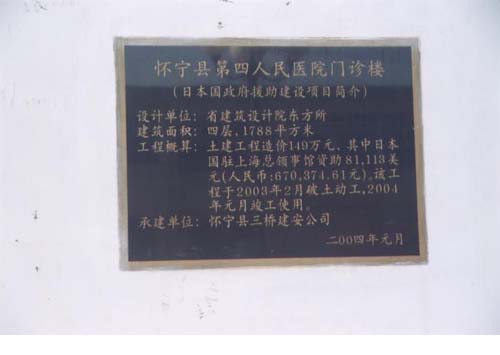 怀宁县第四人民医院门诊楼
(日本国政府援助建设项目简介)
设计单位: 省建筑设计院东方所
建筑面积: 四层, 1788平方米
工程概算: 土建工程造价149万元, 其中日本
国驻上海总领事馆资助81,113美
元(人民币:670,374.61元)。该工
程于2003年2月破土动工,2004
年元月竣工使用。
承建单位: 怀宁县三桥建安公司
二00四年元月